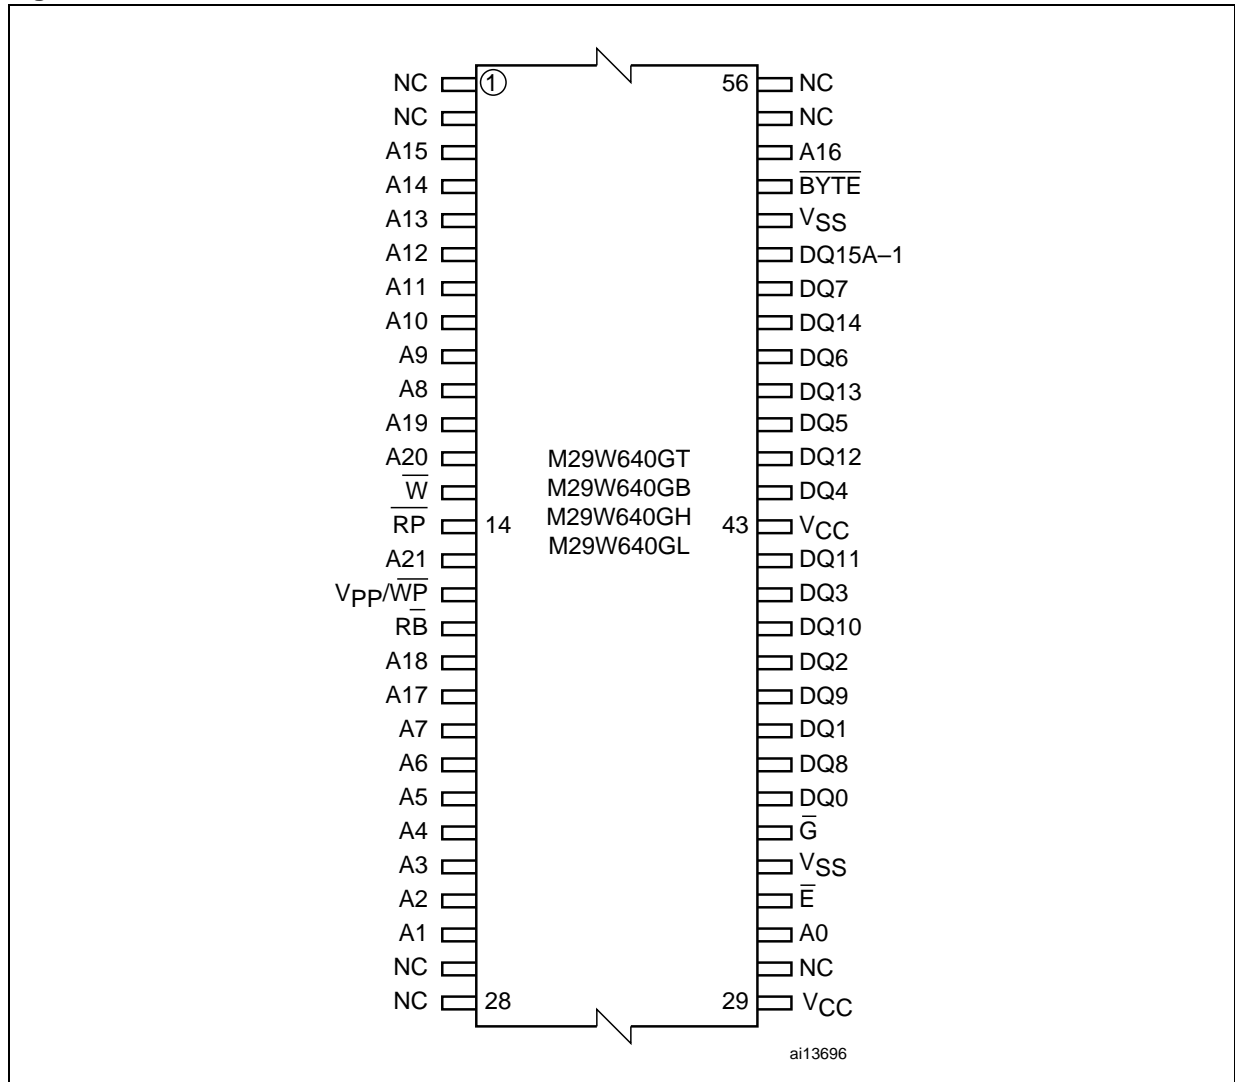 NC 1 56 NC
NC NC
A15 A16
A14 B̅Y̅T̅E̅
A13 VSS
A12 DQ15A–1
A11 DQ7
A10 DQ14
A9 DQ6
A8 DQ13
A19 DQ5
A20 M29W640GT DQ12
W̅ M29W640GB DQ4
R̅P̅ 14 M29W640GH 43 VCC
A21 M29W640GL DQ11
VPP/W̅P̅ DQ3
RB̅ DQ10
A18 DQ2
A17 DQ9
A7 DQ1
A6 DQ8
A5 DQ0
A4 G̅
A3 VSS
A2 E̅
A1 A0
NC NC
NC 28 29 VCC
ai13696